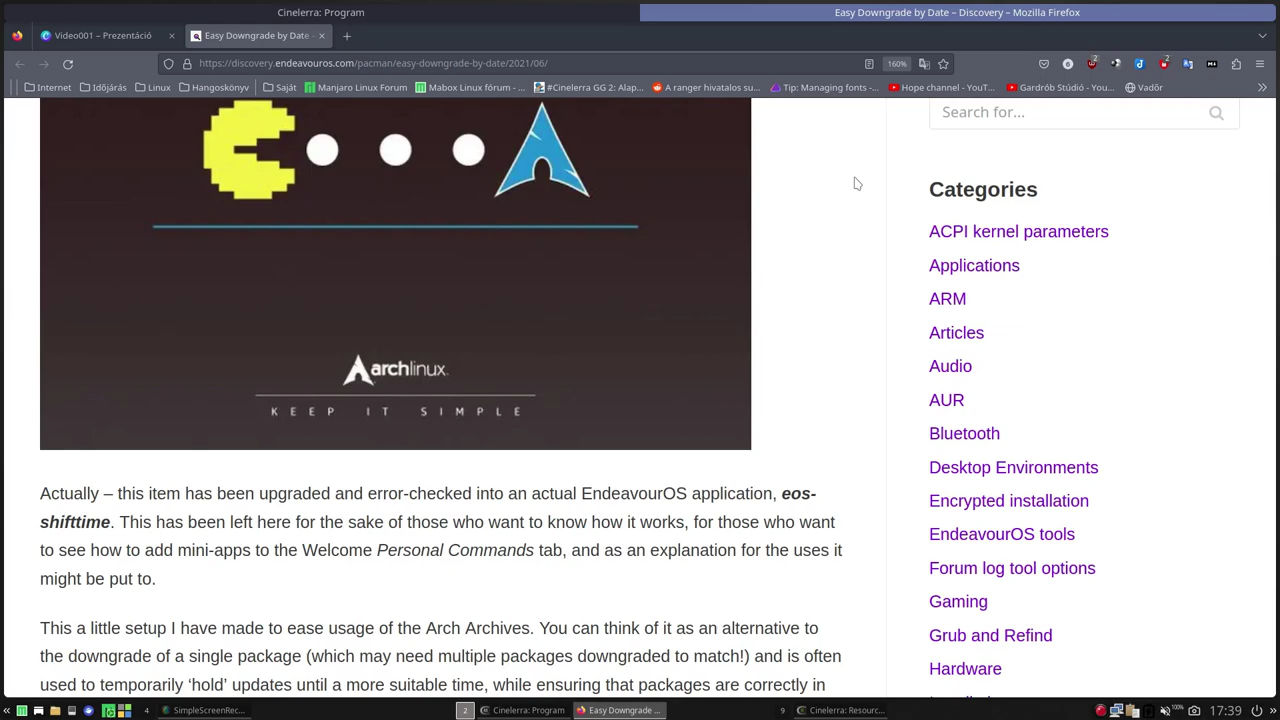 Cinelerra: Program
Easy Downgrade by Date – Discovery — Mozilla Firefox
Video001 – Prezentáció
Easy Downgrade by Date –
https://discovery.endeavouros.com/pacman/easy-downgrade-by-date/2021/06/
160%
Internet
Időjárás
Linux
Hangoskönyv
Saját
Manjaro Linux Forum
Mabox Linux fórum - ...
#Cinelerra GG 2: Alap...
A ranger hivatalos su...
Tip: Managing fonts -...
Hope channel - YouT...
Gardrób Stúdió - You...
Vadőr
Search for...
Categories
ACPI kernel parameters
Applications
ARM
Articles
Audio
AUR
Bluetooth
Desktop Environments
Encrypted installation
EndeavourOS tools
Forum log tool options
Gaming
Grub and Refind
Hardware
archlinux
KEEP IT SIMPLE
Actually – this item has been upgraded and error-checked into an actual EndeavourOS application, eos-
shifttime. This has been left here for the sake of those who want to know how it works, for those who want
to see how to add mini-apps to the Welcome Personal Commands tab, and as an explanation for the uses it
might be put to.
This a little setup I have made to ease usage of the Arch Archives. You can think of it as an alternative to
the downgrade of a single package (which may need multiple packages downgraded to match!) and is often
used to temporarily ‘hold’ updates until a more suitable time, while ensuring that packages are correctly in
4
SimpleScreenRec...
2
Cinelerra: Program
Easy Downgrade ...
9
Cinelerra: Resourc...
100%
17:39